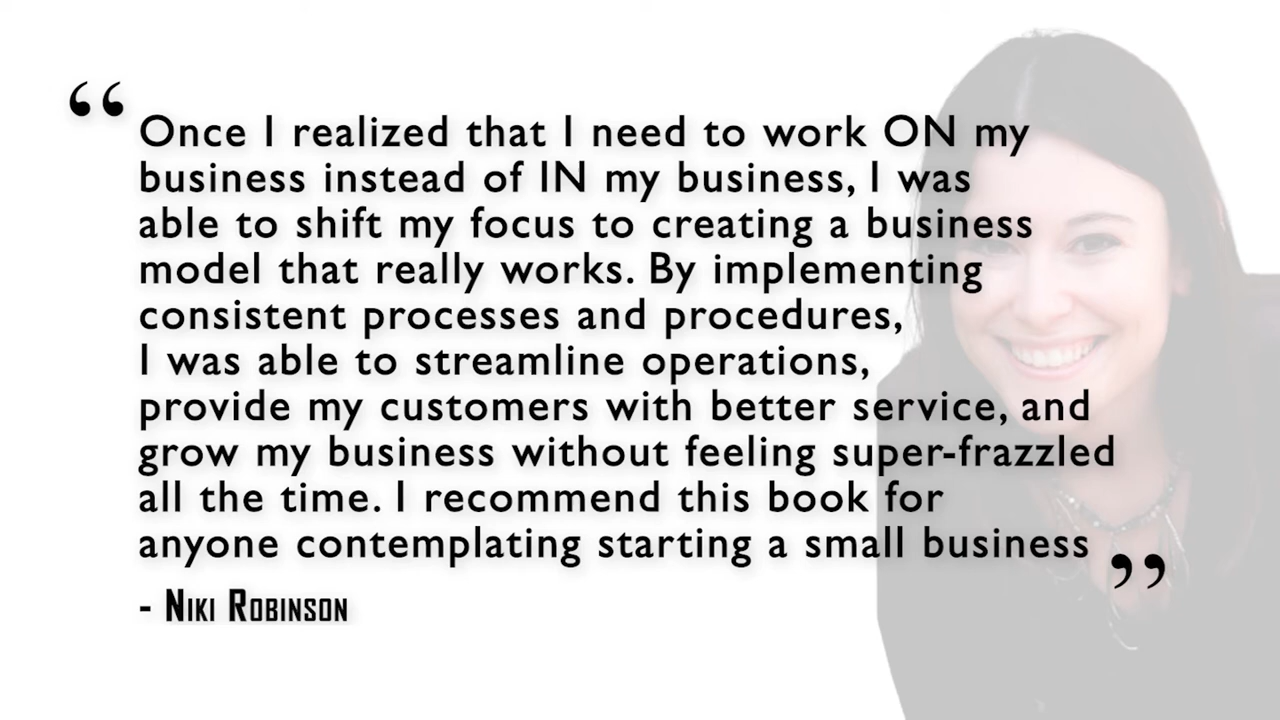 “ Once I realized that I need to work ON my
business instead of IN my business, I was
able to shift my focus to creating a business
model that really works. By implementing
consistent processes and procedures,
I was able to streamline operations,
provide my customers with better service, and
grow my business without feeling super-frazzled
all the time. I recommend this book for
anyone contemplating starting a small business ”
- NIKI ROBINSON